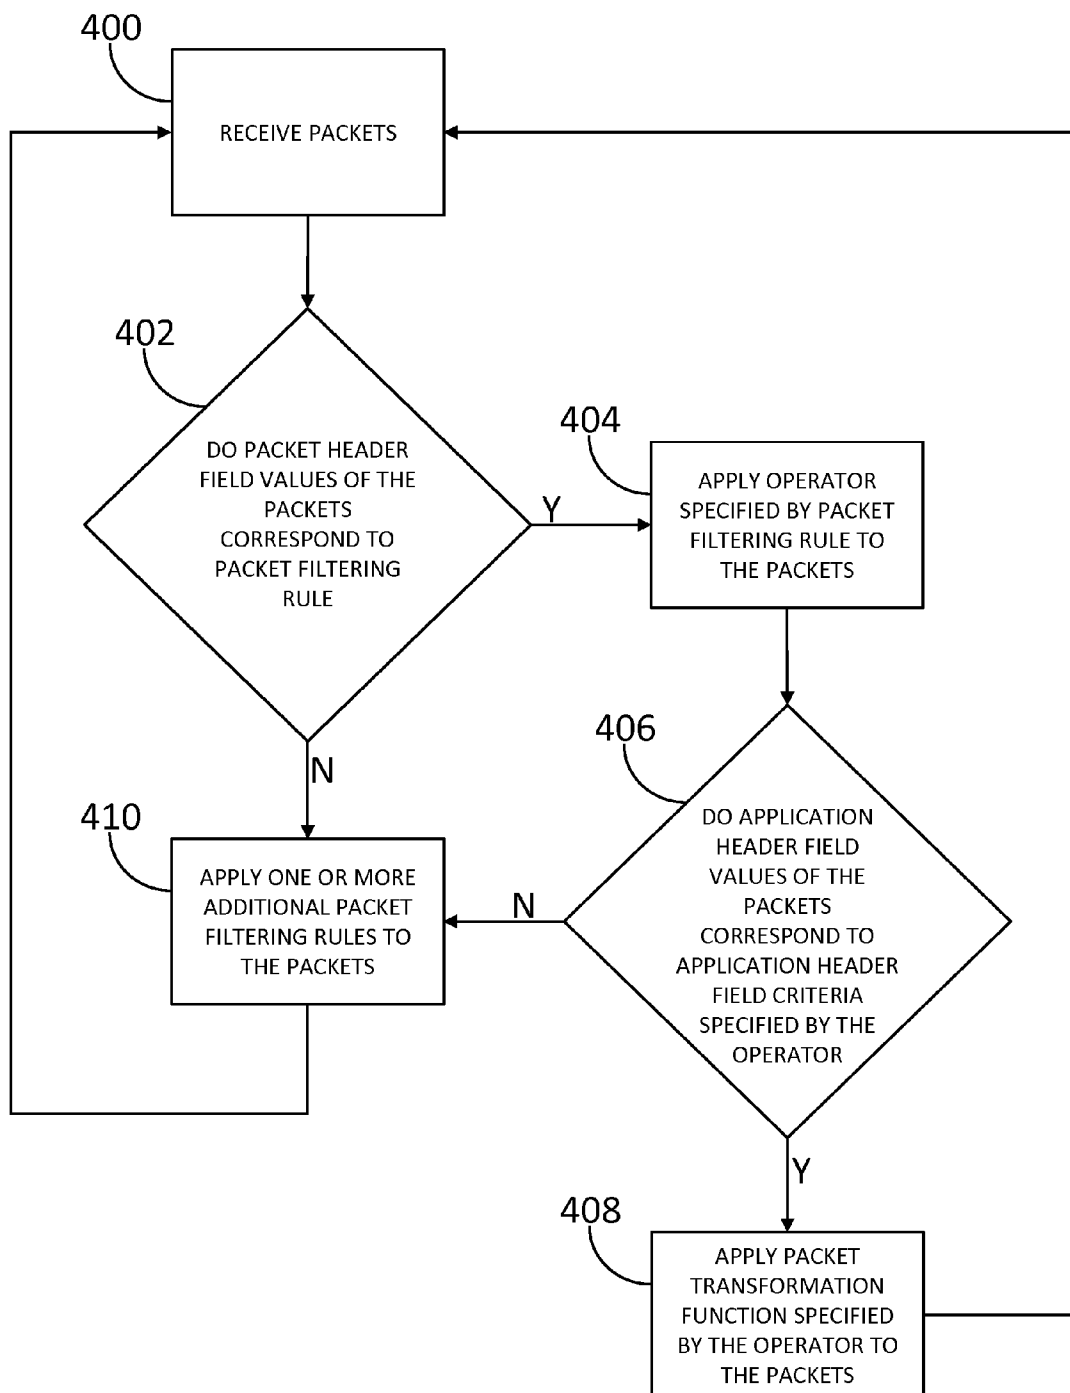 400
RECEIVE PACKETS
402
DO PACKET HEADER
FIELD VALUES OF THE
PACKETS
CORRESPOND TO
PACKET FILTERING
RULE
Y
404
APPLY OPERATOR
SPECIFIED BY PACKET
FILTERING RULE TO
THE PACKETS
N
406
DO APPLICATION
HEADER FIELD
VALUES OF THE
PACKETS
CORRESPOND TO
APPLICATION HEADER
FIELD CRITERIA
SPECIFIED BY THE
OPERATOR
N
410
APPLY ONE OR MORE
ADDITIONAL PACKET
FILTERING RULES TO
THE PACKETS
Y
408
APPLY PACKET
TRANSFORMATION
FUNCTION SPECIFIED
BY THE OPERATOR TO
THE PACKETS